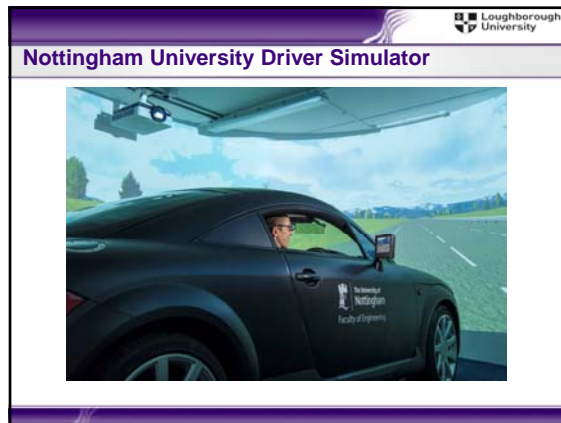 Loughborough
University
Nottingham University Driver Simulator
The University of
Nottingham
Faculty of Engineering